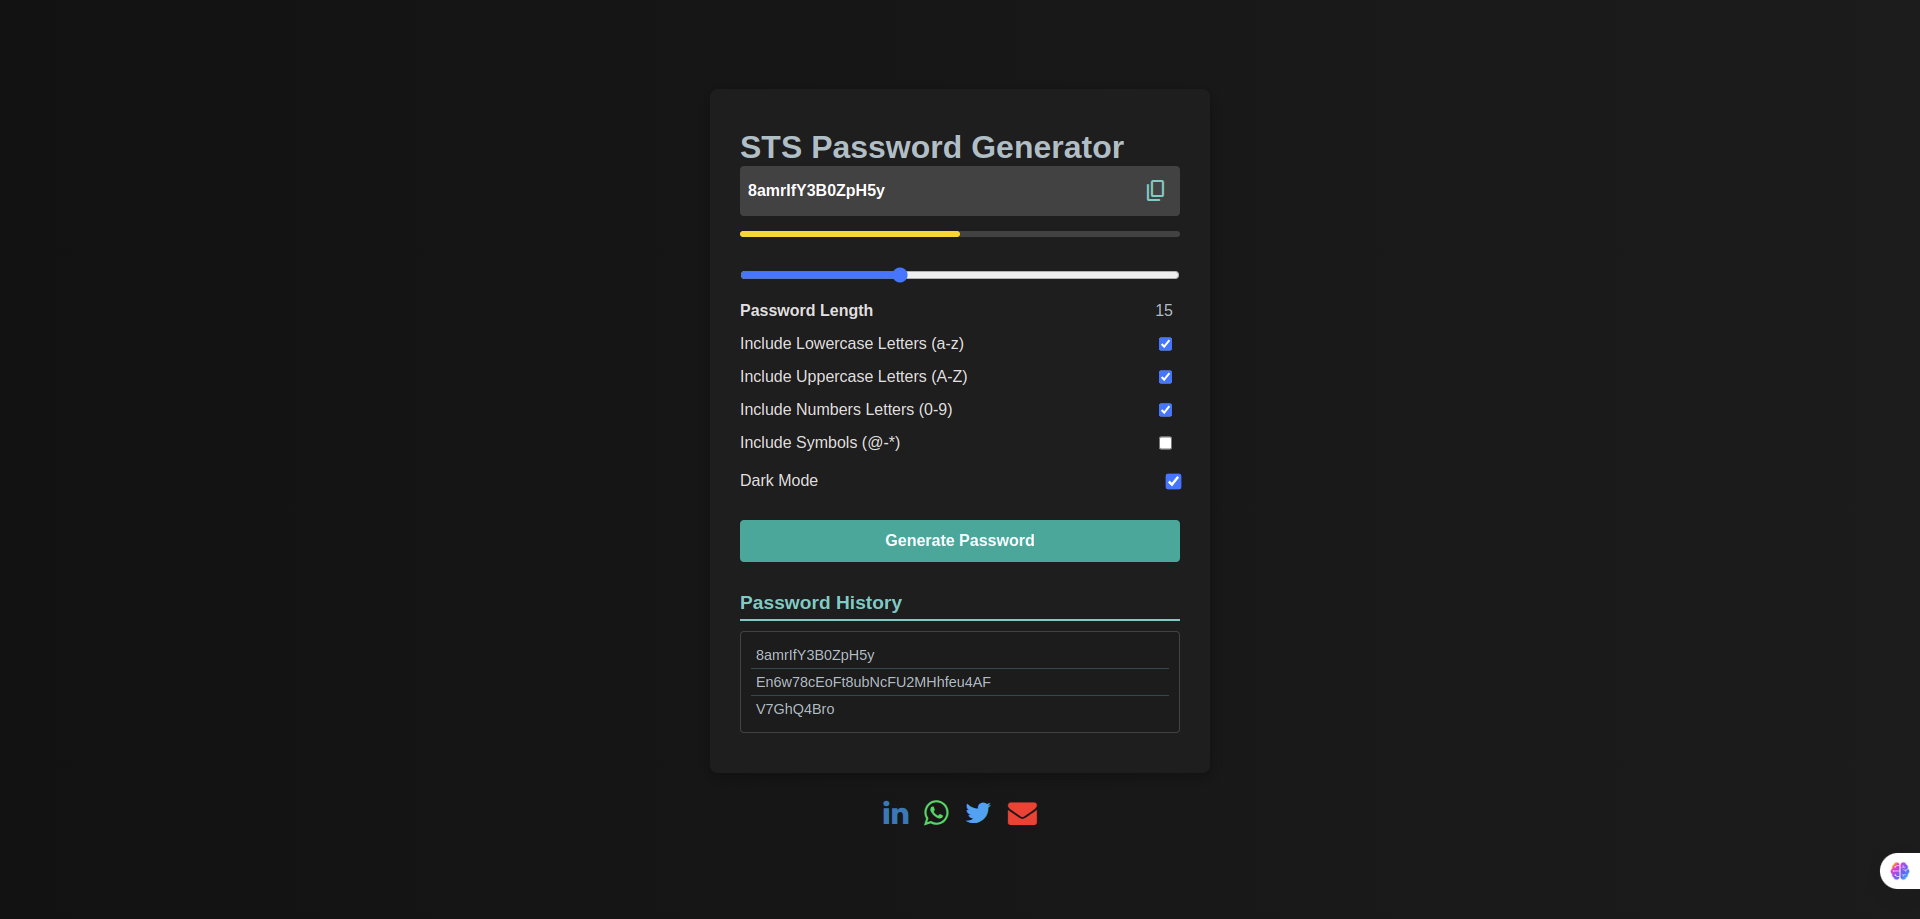 STS Password Generator
8amrIfY3B0ZpH5y
Password Length 15
Include Lowercase Letters (a-z)
Include Uppercase Letters (A-Z)
Include Numbers Letters (0-9)
Include Symbols (@-*)
Dark Mode
Generate Password
Password History
8amrIfY3B0ZpH5y
En6w78cEoFt8ubNcFU2MHhfeu4AF
V7GhQ4Bro
in